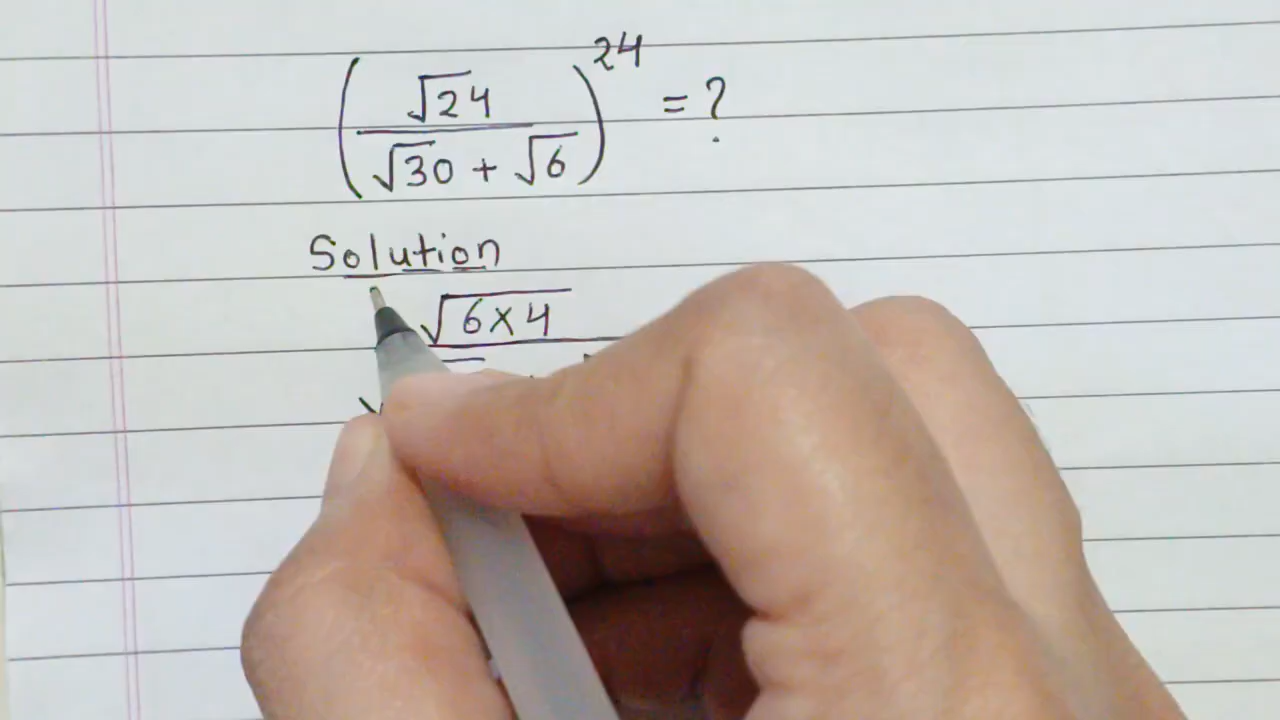 (√24 / (√30 + √6))^24 = ?
Solution
√6×4